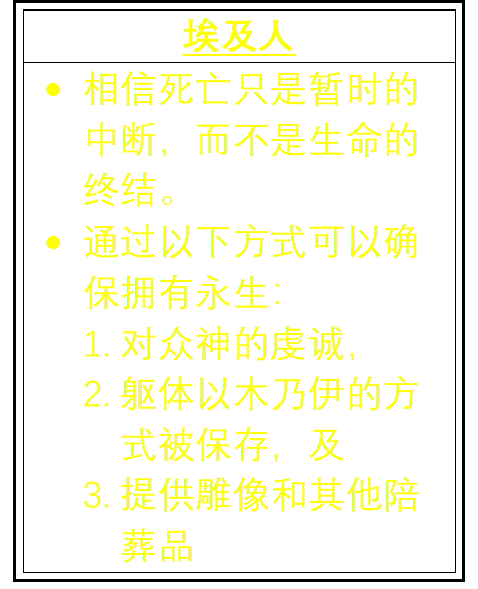 埃及人
• 相信死亡只是暂时的
中断，而不是生命的
终结。
• 通过以下方式可以确
保拥有永生：
1. 对众神的虔诚，
2. 躯体以木乃伊的方
式被保存，及
3. 提供雕像和其他陪
葬品